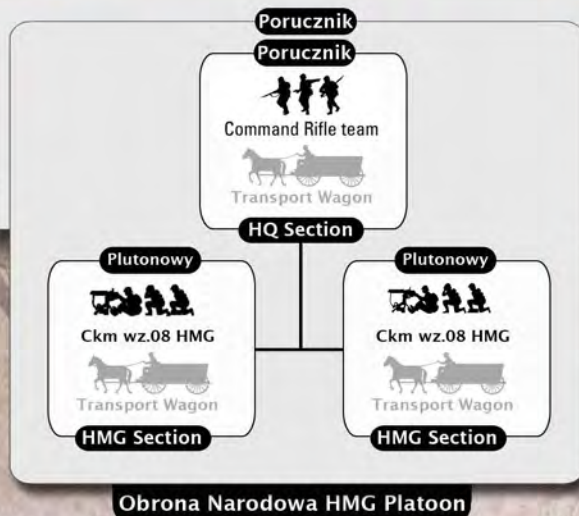 Porucznik
Porucznik
Command Rifle team
Transport Wagon
HQ Section
Plutonowy
Ckm wz.08 HMG
Transport Wagon
HMG Section
Plutonowy
Ckm wz.08 HMG
Transport Wagon
HMG Section
Obrona Narodowa HMG Platoon